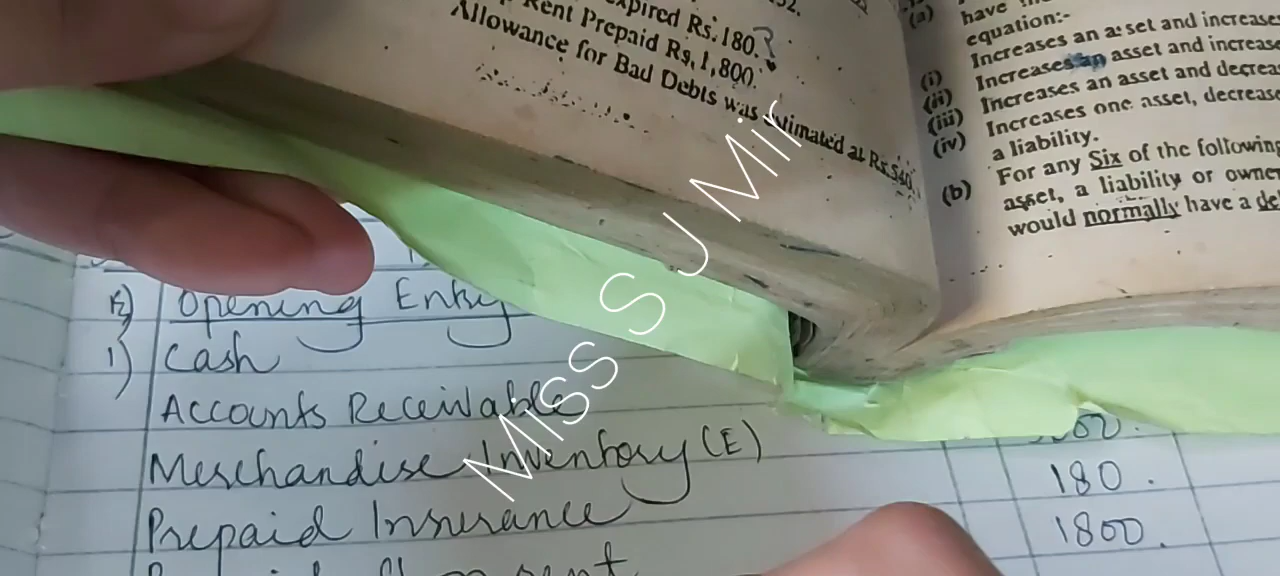 Rs. 180.?
Rent Prepaid Rs. 1,800.
Allowance for Bad Debts was estimated at Rs. 540.
(a) have
equation:-
Increases an asset and increase
(i) Increases an asset and increase
(ii) Increases an asset and decrea
(iii) Increases one asset, decrease
(iv) a liability.
(b) For any Six of the following
asset, a liability or owne
would normally have a de
Opening Entry
1) Cash
Accounts Receivable
Merchandise Inventory (E)
Prepaid Insurance 180.
1800.
Miss S J Mir